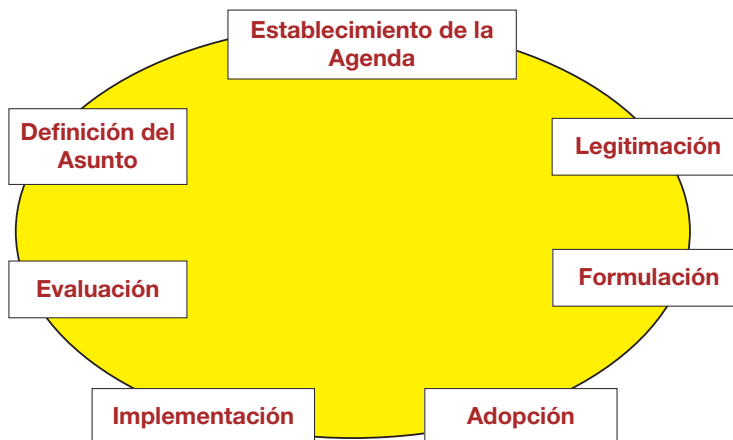 Establecimiento de la
Agenda
Definición del
Asunto
Legitimación
Evaluación
Formulación
Implementación
Adopción